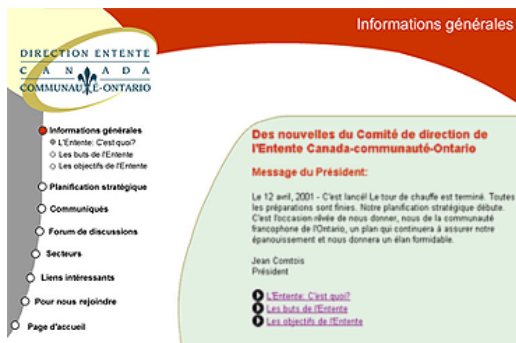 Informations générales
DIRECTION ENTENTE
CANADA
COMMUNAUTÉ-ONTARIO
Informations générales
L'Entente: C'est quoi?
Les buts de l'Entente
Les objectifs de l'Entente
Planification stratégique
Communiqués
Forum de discussions
Secteurs
Liens intéressants
Pour nous rejoindre
Page d'accueil
Des nouvelles du Comité de direction de
l'Entente Canada-communauté-Ontario
Message du Président:
Le 12 avril, 2001 - C'est lancé! Le tour de chauffe est terminé. Toutes
les préparations sont finies. Notre planification stratégique débute.
C'est l'occasion rêvée de nous donner, nous de la communauté
francophone de l'Ontario, un plan qui continuera à assurer notre
épanouissement et nous donnera un élan formidable.
Jean Comtois
Président
L'Entente: C'est quoi?
Les buts de l'Entente
Les objectifs de l'Entente